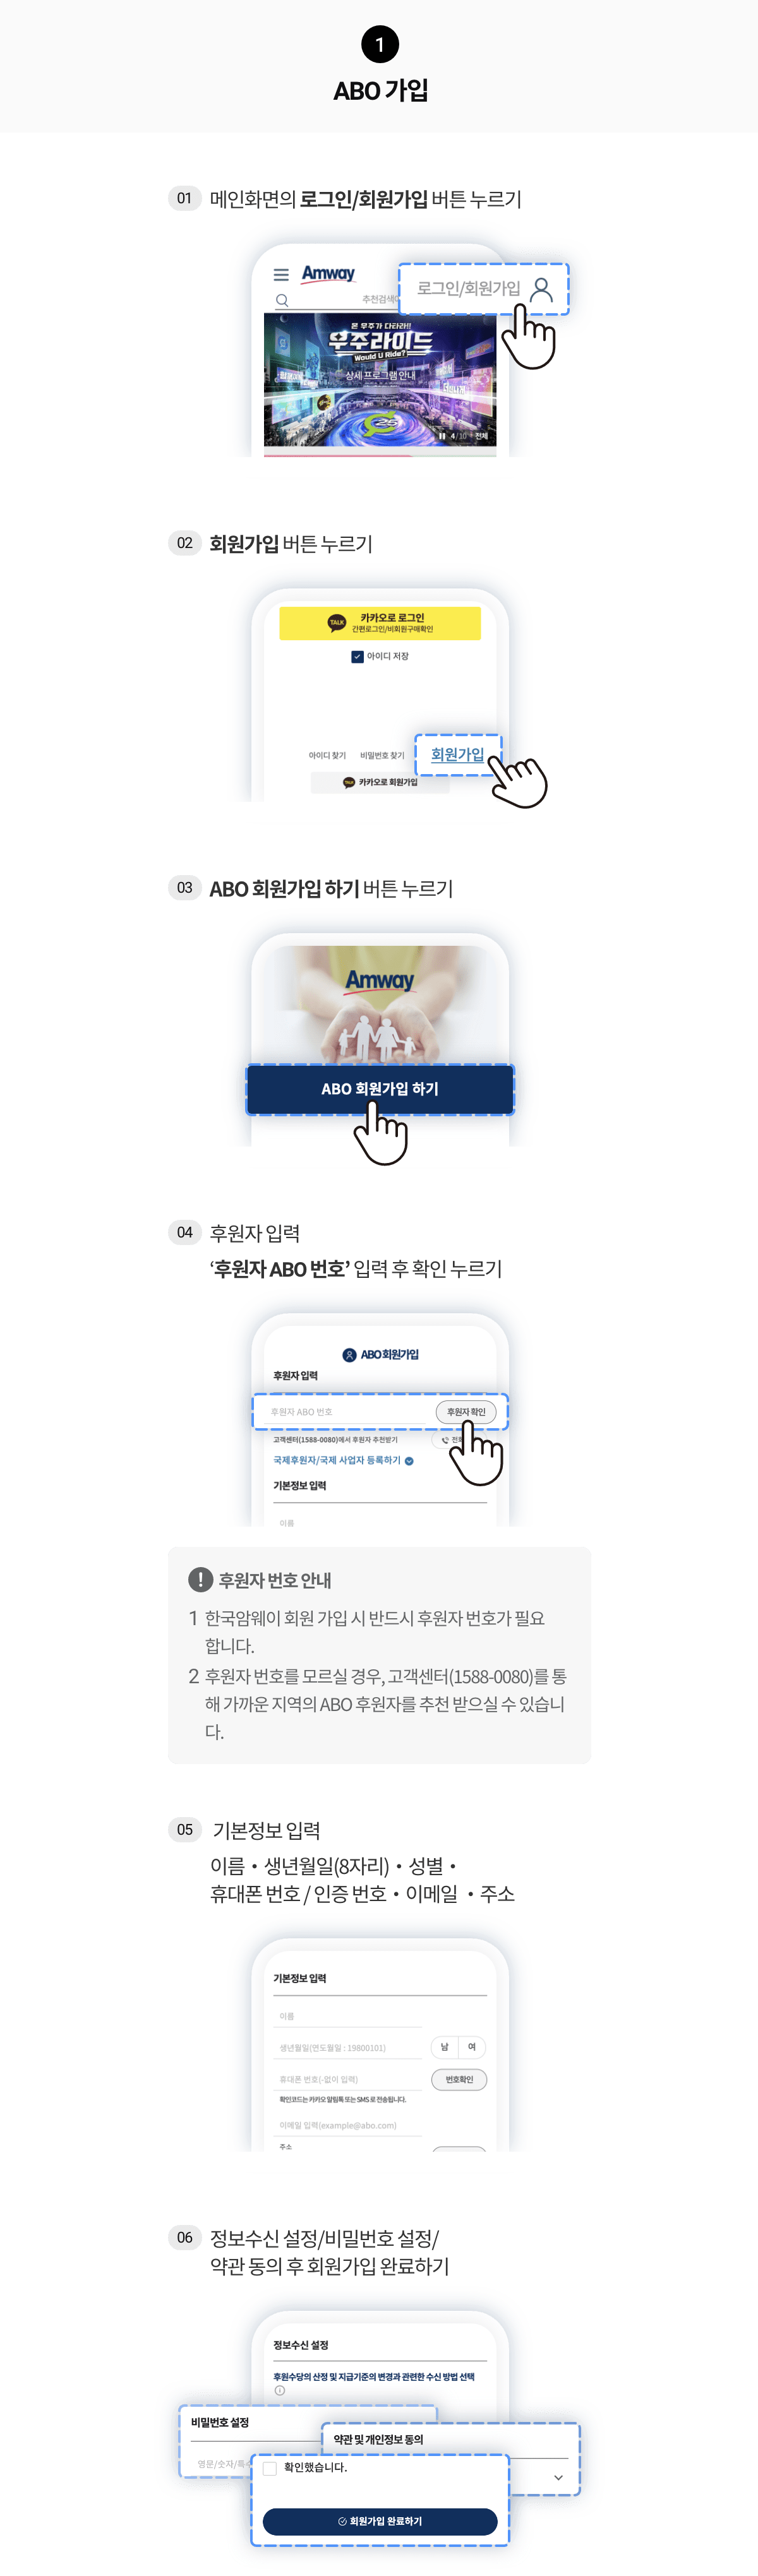 1
ABO 가입
01 메인화면의 로그인/회원가입 버튼 누르기
Amway
로그인/회원가입
추천검색어
본 우주가 다타라!!
우주라이드
Would U Ride?
상세 프로그램 안내
25
4/10 + 전체
02 회원가입 버튼 누르기
TALK 카카오로 로그인
간편로그인/비회원구매확인
아이디 저장
아이디 찾기 비밀번호 찾기 회원가입
TALK 카카오로 회원가입
03 ABO 회원가입 하기 버튼 누르기
Amway
ABO 회원가입 하기
04 후원자 입력
‘후원자 ABO 번호’ 입력 후 확인 누르기
ABO 회원가입
후원자 입력
후원자 ABO 번호 후원자 확인
고객센터(1588-0080)에서 후원자 추천받기
국제후원자/국제 사업자 등록하기
기본정보 입력
이름
! 후원자 번호 안내
1 한국암웨이 회원 가입 시 반드시 후원자 번호가 필요
합니다.
2 후원자 번호를 모르실 경우, 고객센터(1588-0080)를 통
해 가까운 지역의 ABO 후원자를 추천 받으실 수 있습니
다.
05 기본정보 입력
이름 • 생년월일(8자리) • 성별 •
휴대폰 번호 / 인증 번호 • 이메일 • 주소
기본정보 입력
이름
생년월일(연도월일 : 19800101) 남 여
휴대폰 번호(-없이 입력) 번호확인
확인코드는 카카오 알림톡 또는 SMS 로 전송됩니다.
이메일 입력(example@abo.com)
주소
06 정보수신 설정/비밀번호 설정/
약관 동의 후 회원가입 완료하기
정보수신 설정
후원수당의 산정 및 지급기준의 변경과 관련한 수신 방법 선택
비밀번호 설정
약관 및 개인정보 동의
영문/숫자/특수
확인했습니다.
회원가입 완료하기